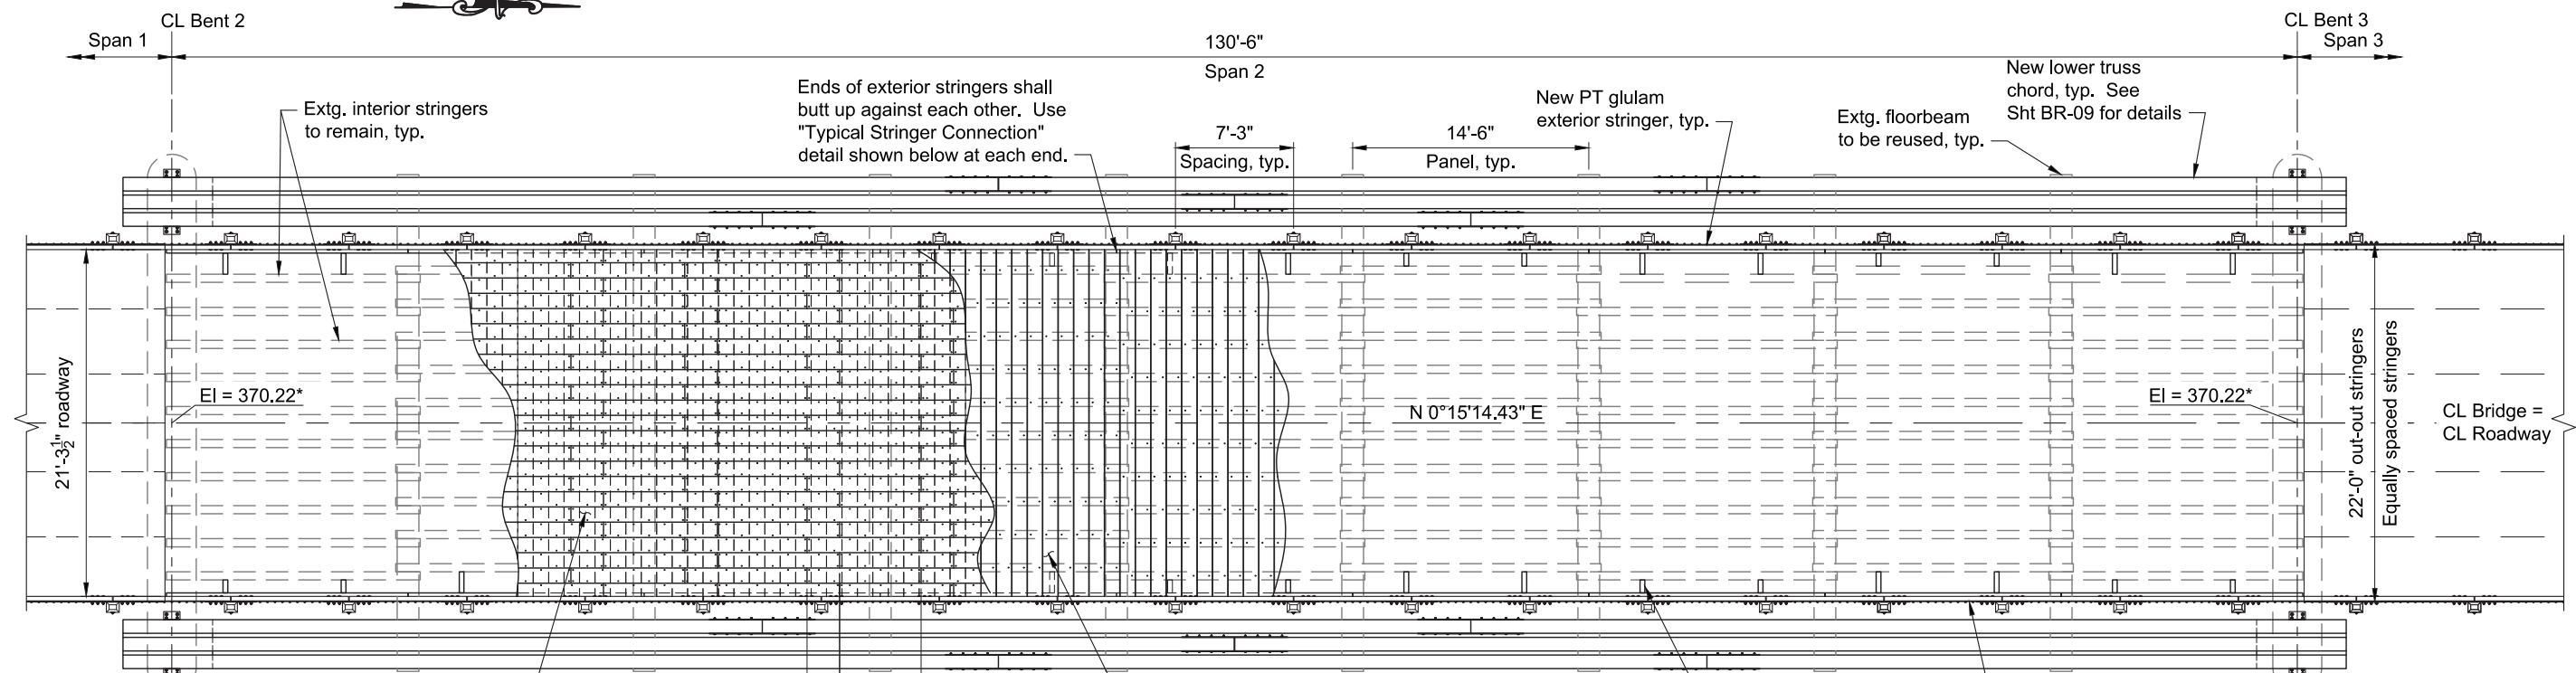 CL Bent 2
CL Bent 3
Span 1
130'-6"
Span 3
Span 2
Extg. interior stringers
to remain, typ.
Ends of exterior stringers shall
butt up against each other. Use
"Typical Stringer Connection"
detail shown below at each end.
7'-3"
Spacing, typ.
14'-6"
Panel, typ.
New PT glulam
exterior stringer, typ.
Extg. floorbeam
to be reused, typ.
New lower truss
chord, typ. See
Sht BR-09 for details
21'-3½" roadway
El = 370.22*
N 0°15'14.43" E
El = 370.22*
22'-0" out-out stringers
Equally spaced stringers
CL Bridge =
CL Roadway